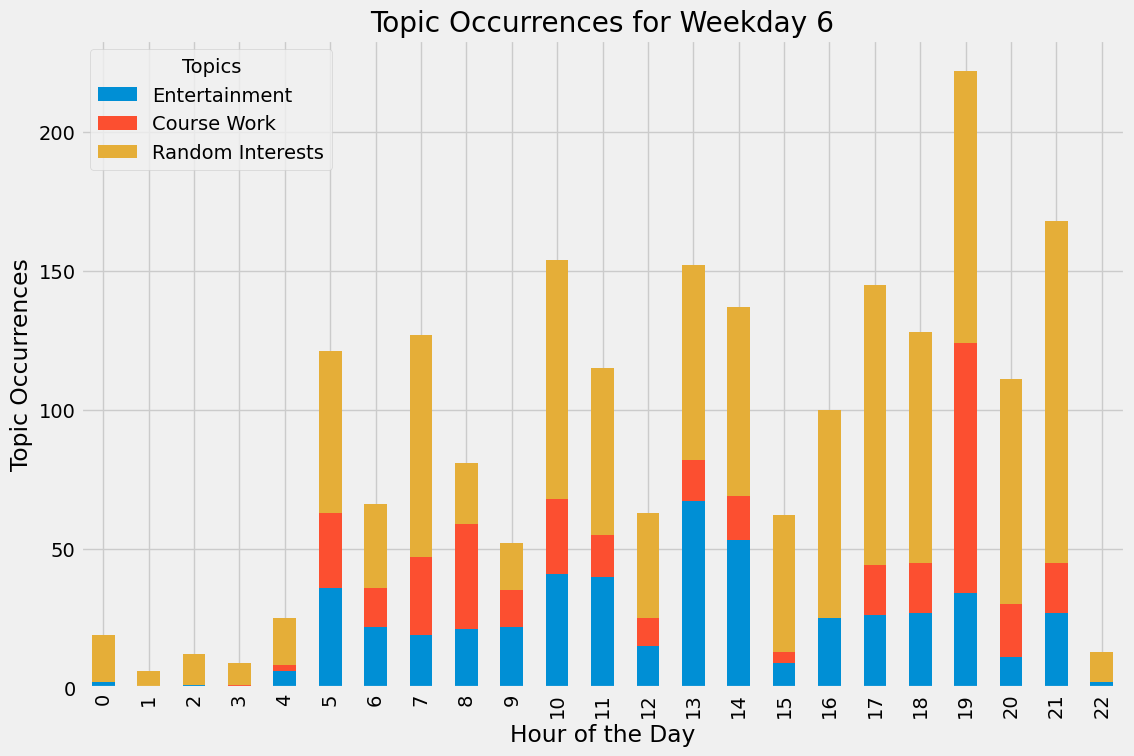 Topic Occurrences for Weekday 6
Topics
Entertainment
Course Work
Random Interests
Topic Occurrences
200
150
100
50
0
0 1 2 3 4 5 6 7 8 9 10 11 12 13 14 15 16 17 18 19 20 21 22
Hour of the Day